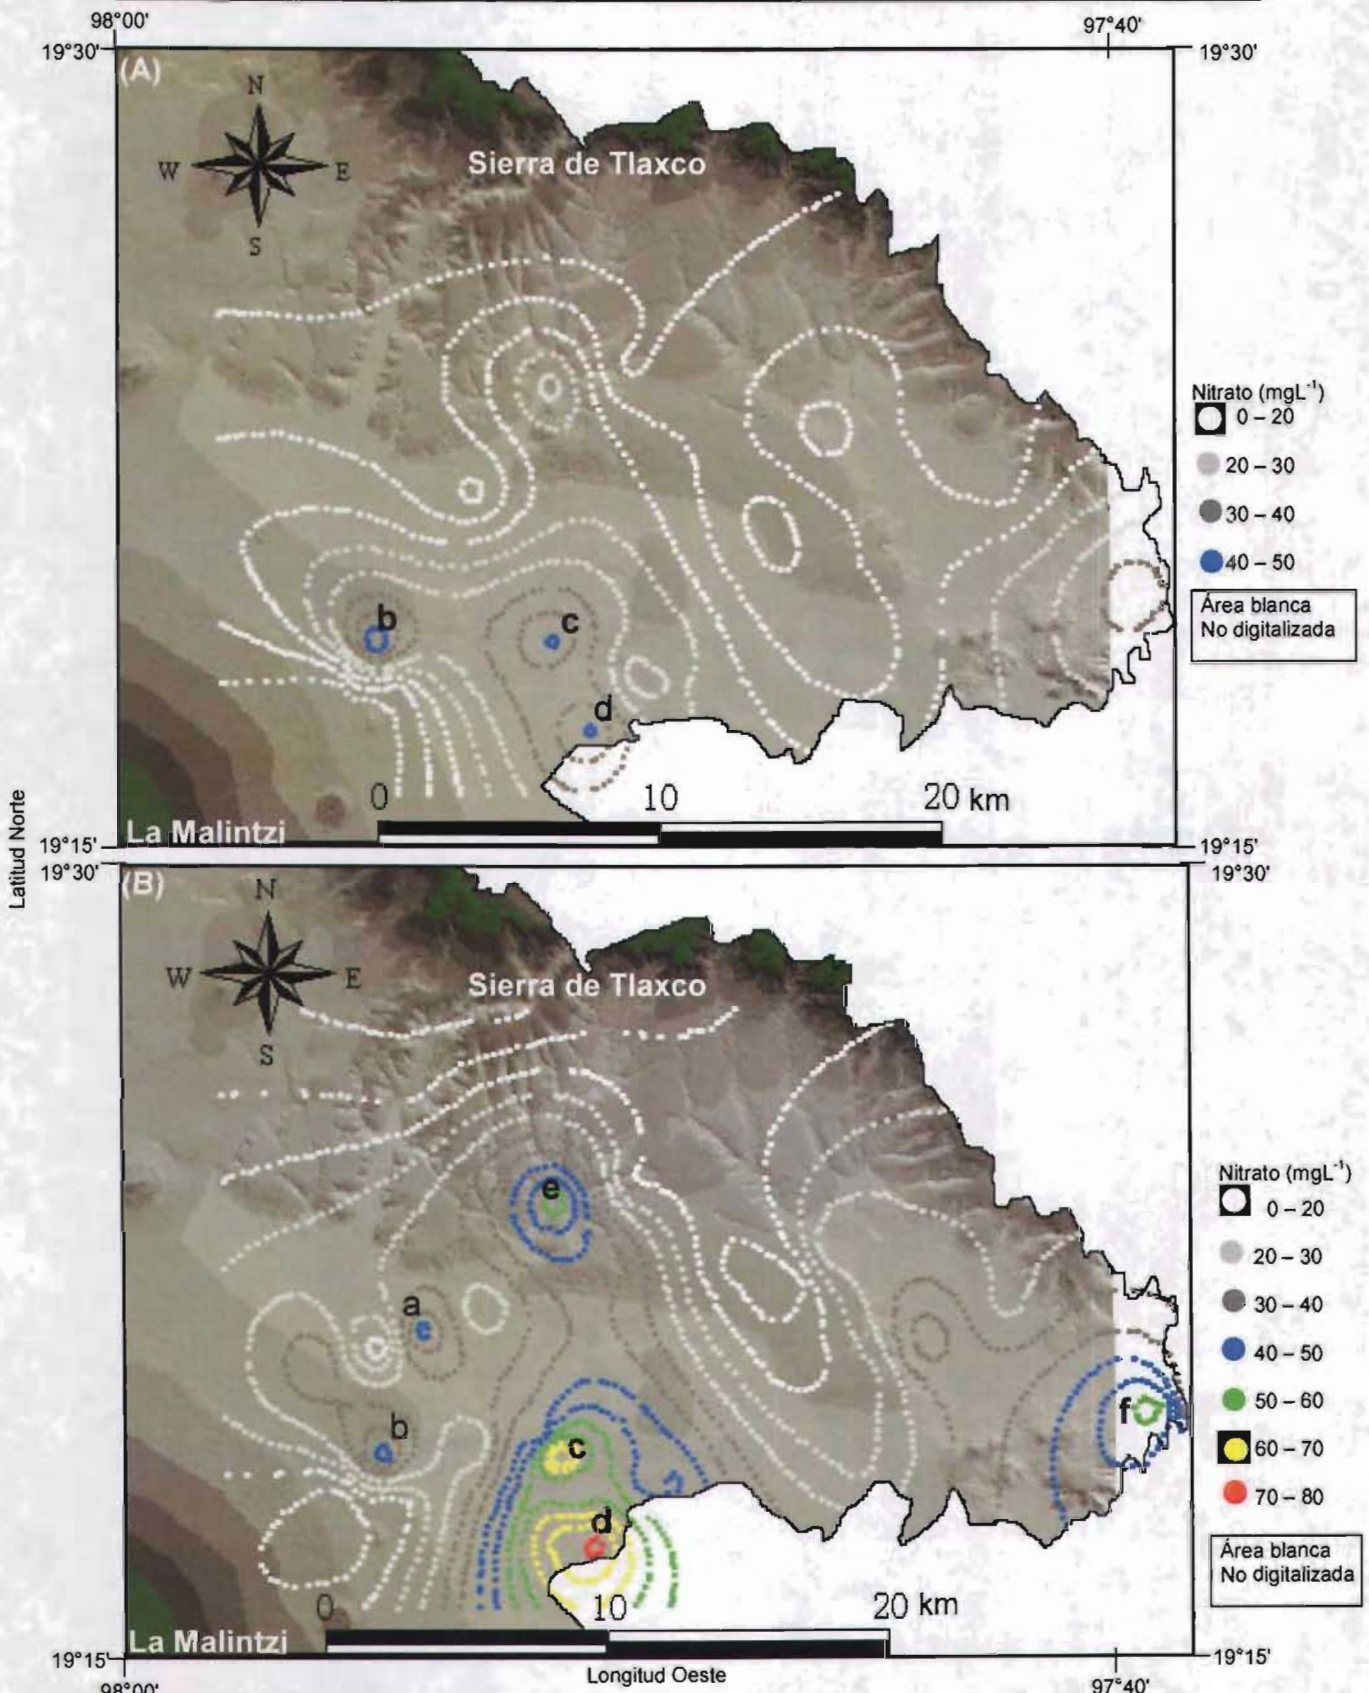 98°00'
97°40'
19°30'
19°30'
(A)
N
W
E
S
Sierra de Tlaxco
Nitrato (mgL⁻¹)
0 – 20
20 – 30
30 – 40
40 – 50
Área blanca
No digitalizada
b
c
d
0
10
20 km
La Malintzi
19°15'
19°15'
Latitud Norte
19°30'
19°30'
(B)
N
W
E
S
Sierra de Tlaxco
Nitrato (mgL⁻¹)
0 – 20
20 – 30
30 – 40
40 – 50
50 – 60
60 – 70
70 – 80
Área blanca
No digitalizada
e
a
b
c
f
d
0
10
20 km
La Malintzi
19°15'
19°15'
Longitud Oeste
98°00'
97°40'